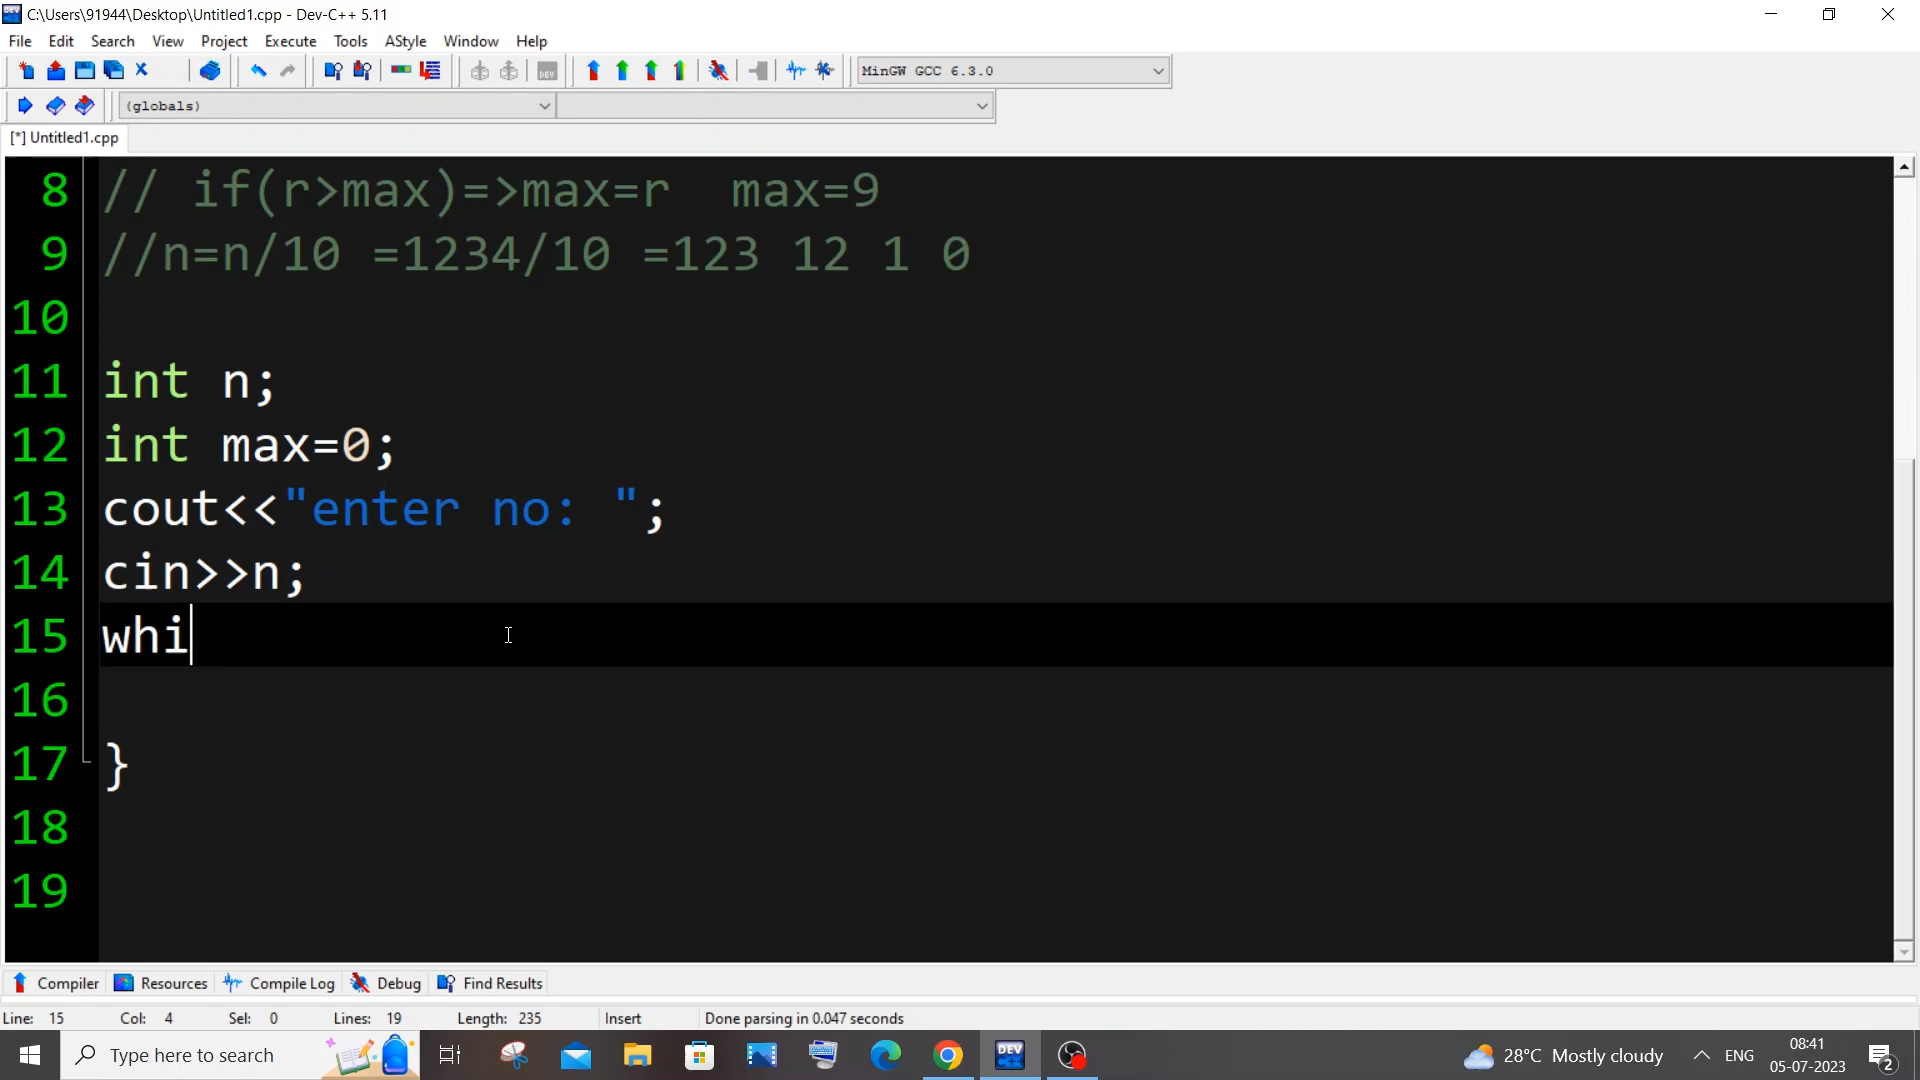 C:\Users\91944\Desktop\Untitled1.cpp - Dev-C++ 5.11
File Edit Search View Project Execute Tools AStyle Window Help
DEV
MinGW GCC 6.3.0
(globals)
[*] Untitled1.cpp
8 // if(r>max)=>max=r  max=9
9 //n=n/10 =1234/10 =123 12 1 0
10
11 int n;
12 int max=0;
13 cout<<"enter no: ";
14 cin>>n;
15 whi
16
17 }
18
19
Compiler Resources Compile Log Debug Find Results
Line: 15 Col: 4 Sel: 0 Lines: 19 Length: 235 Insert Done parsing in 0.047 seconds
Type here to search DEV C++ 28°C Mostly cloudy ENG 08:41
05-07-2023 2